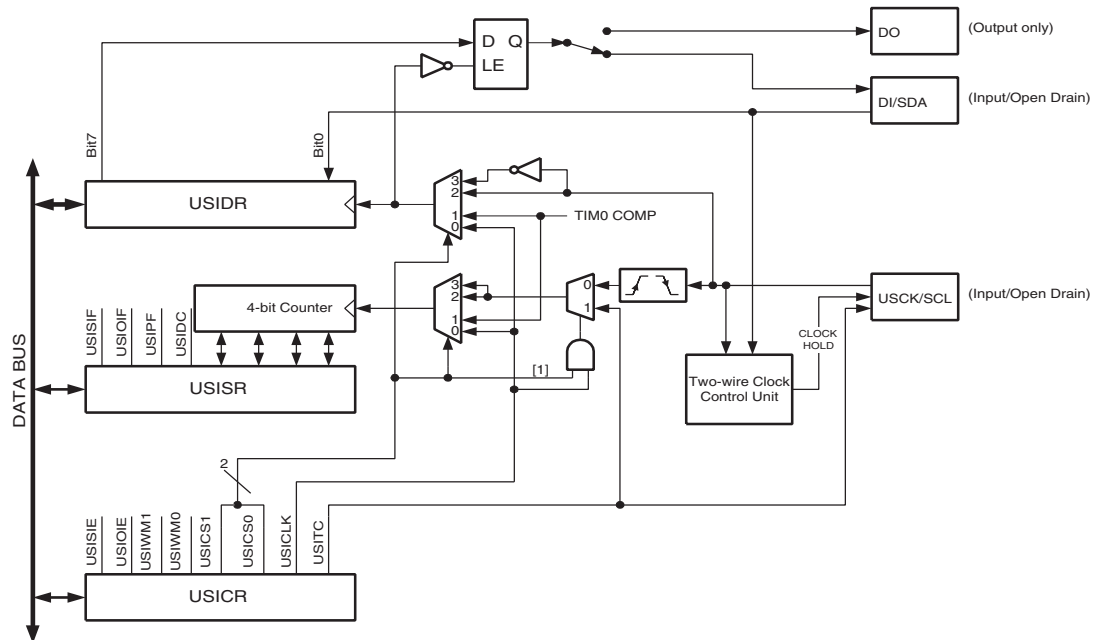 D Q
LE
DO
(Output only)
DI/SDA
(Input/Open Drain)
Bit7
Bit0
USIDR
3
2
1
0
TIM0 COMP
4-bit Counter
3
2
1
0
0
1
USCK/SCL
(Input/Open Drain)
CLOCK
HOLD
USISIF
USIOIF
USIPF
USIDC
[1]
Two-wire Clock
Control Unit
USISR
DATA BUS
2
USISIE
USIOIE
USIWM1
USIWM0
USICS1
USICS0
USICLK
USITC
USICR